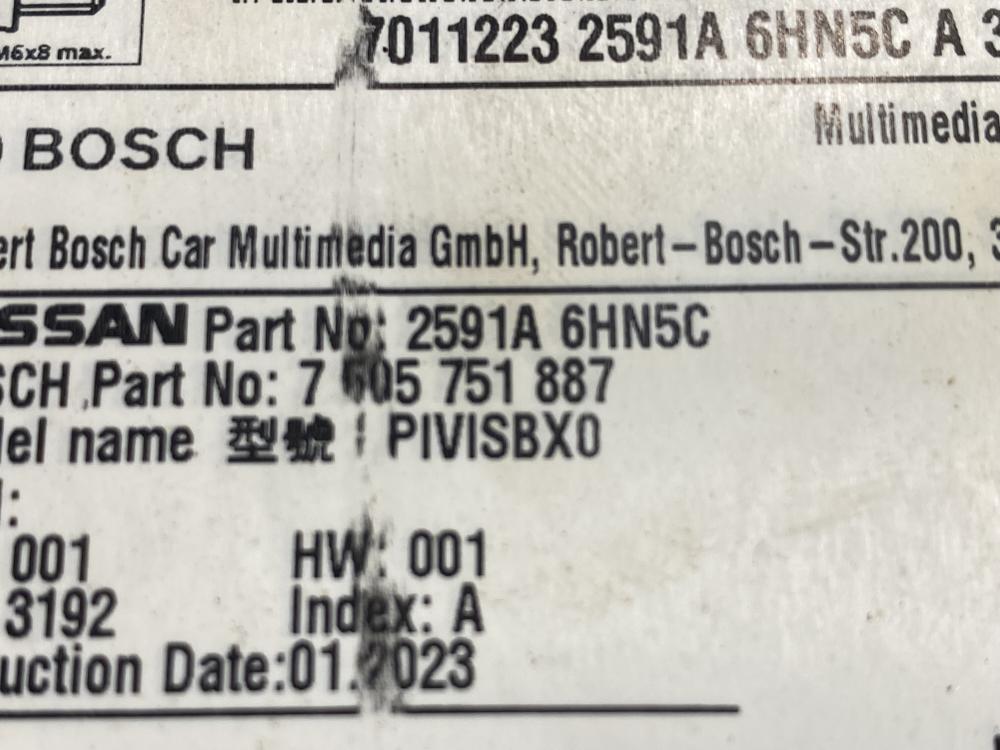 M6x8 max.
7011223 2591A 6HN5C A 3
BOSCH
Multimedia
ert Bosch Car Multimedia GmbH, Robert–Bosch–Str.200, 3
SSAN Part No: 2591A 6HN5C
SCH Part No: 7 605 751 887
del name 型號 : PIVISBX0
:
001 HW: 001
3192 Index: A
uction Date:01.2023